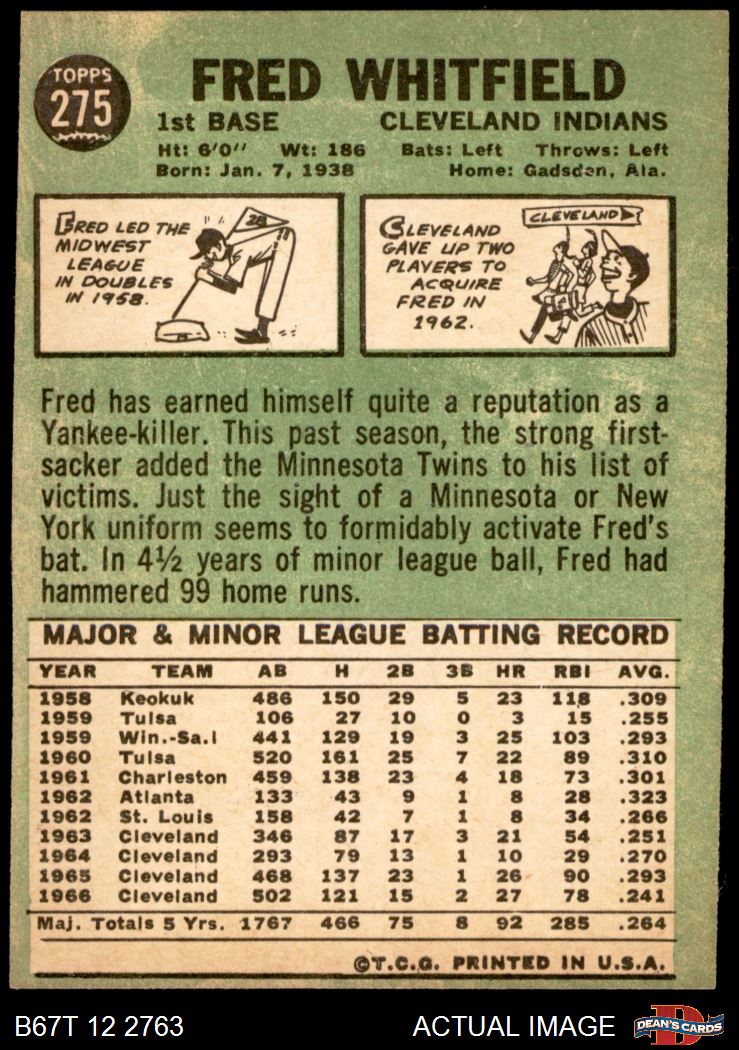 TOPPS
275
FRED WHITFIELD
1st BASE CLEVELAND INDIANS
Ht: 6'0'' Wt: 186 Bats: Left Throws: Left
Born: Jan. 7, 1938 Home: Gadsden, Ala.
FRED LED THE
MIDWEST
LEAGUE
IN DOUBLES
IN 1958.
2B
CLEVELAND
GAVE UP TWO
PLAYERS TO
ACQUIRE
FRED IN
1962.
CLEVELAND
Fred has earned himself quite a reputation as a
Yankee-killer. This past season, the strong first-
sacker added the Minnesota Twins to his list of
victims. Just the sight of a Minnesota or New
York uniform seems to formidably activate Fred's
bat. In 4½ years of minor league ball, Fred had
hammered 99 home runs.
MAJOR & MINOR LEAGUE BATTING RECORD
YEAR TEAM AB H 2B 3B HR RBI AVG.
1958 Keokuk 486 150 29 5 23 118 .309
1959 Tulsa 106 27 10 0 3 15 .255
1959 Win.-Sa.l 441 129 19 3 25 103 .293
1960 Tulsa 520 161 25 7 22 89 .310
1961 Charleston 459 138 23 4 18 73 .301
1962 Atlanta 133 43 9 1 8 28 .323
1962 St. Louis 158 42 7 1 8 34 .266
1963 Cleveland 346 87 17 3 21 54 .251
1964 Cleveland 293 79 13 1 10 29 .270
1965 Cleveland 468 137 23 1 26 90 .293
1966 Cleveland 502 121 15 2 27 78 .241
Maj. Totals 5 Yrs. 1767 466 75 8 92 285 .264
©T.C.G. PRINTED IN U.S.A.
B67T 12 2763 ACTUAL IMAGE DEAN'S CARDS